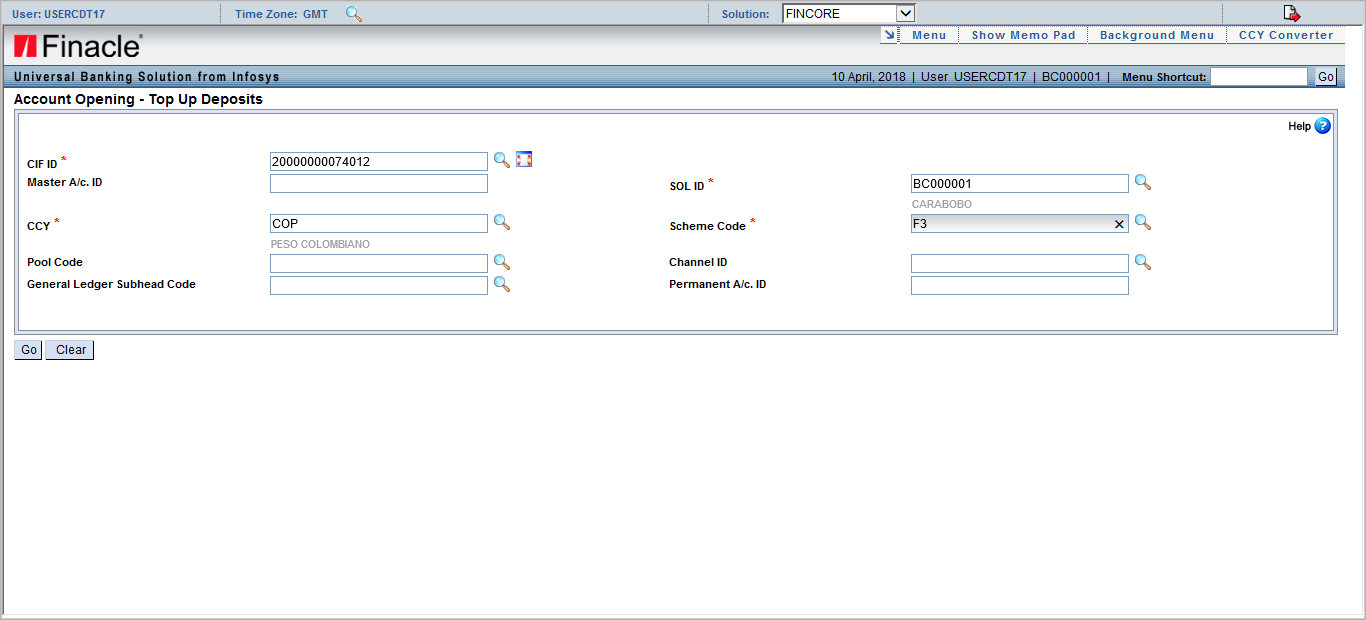 User: USERCDT17 Time Zone: GMT Solution: FINCORE
Finacle
Menu Show Memo Pad Background Menu CCY Converter
Universal Banking Solution from Infosys 10 April, 2018 | User USERCDT17 | BC000001 | Menu Shortcut: Go
Account Opening - Top Up Deposits
Help ?
CIF ID * 20000000074012
Master A/c. ID SOL ID * BC000001
CARABOBO
CCY * COP Scheme Code * F3
PESO COLOMBIANO
Pool Code Channel ID
General Ledger Subhead Code Permanent A/c. ID
Go Clear